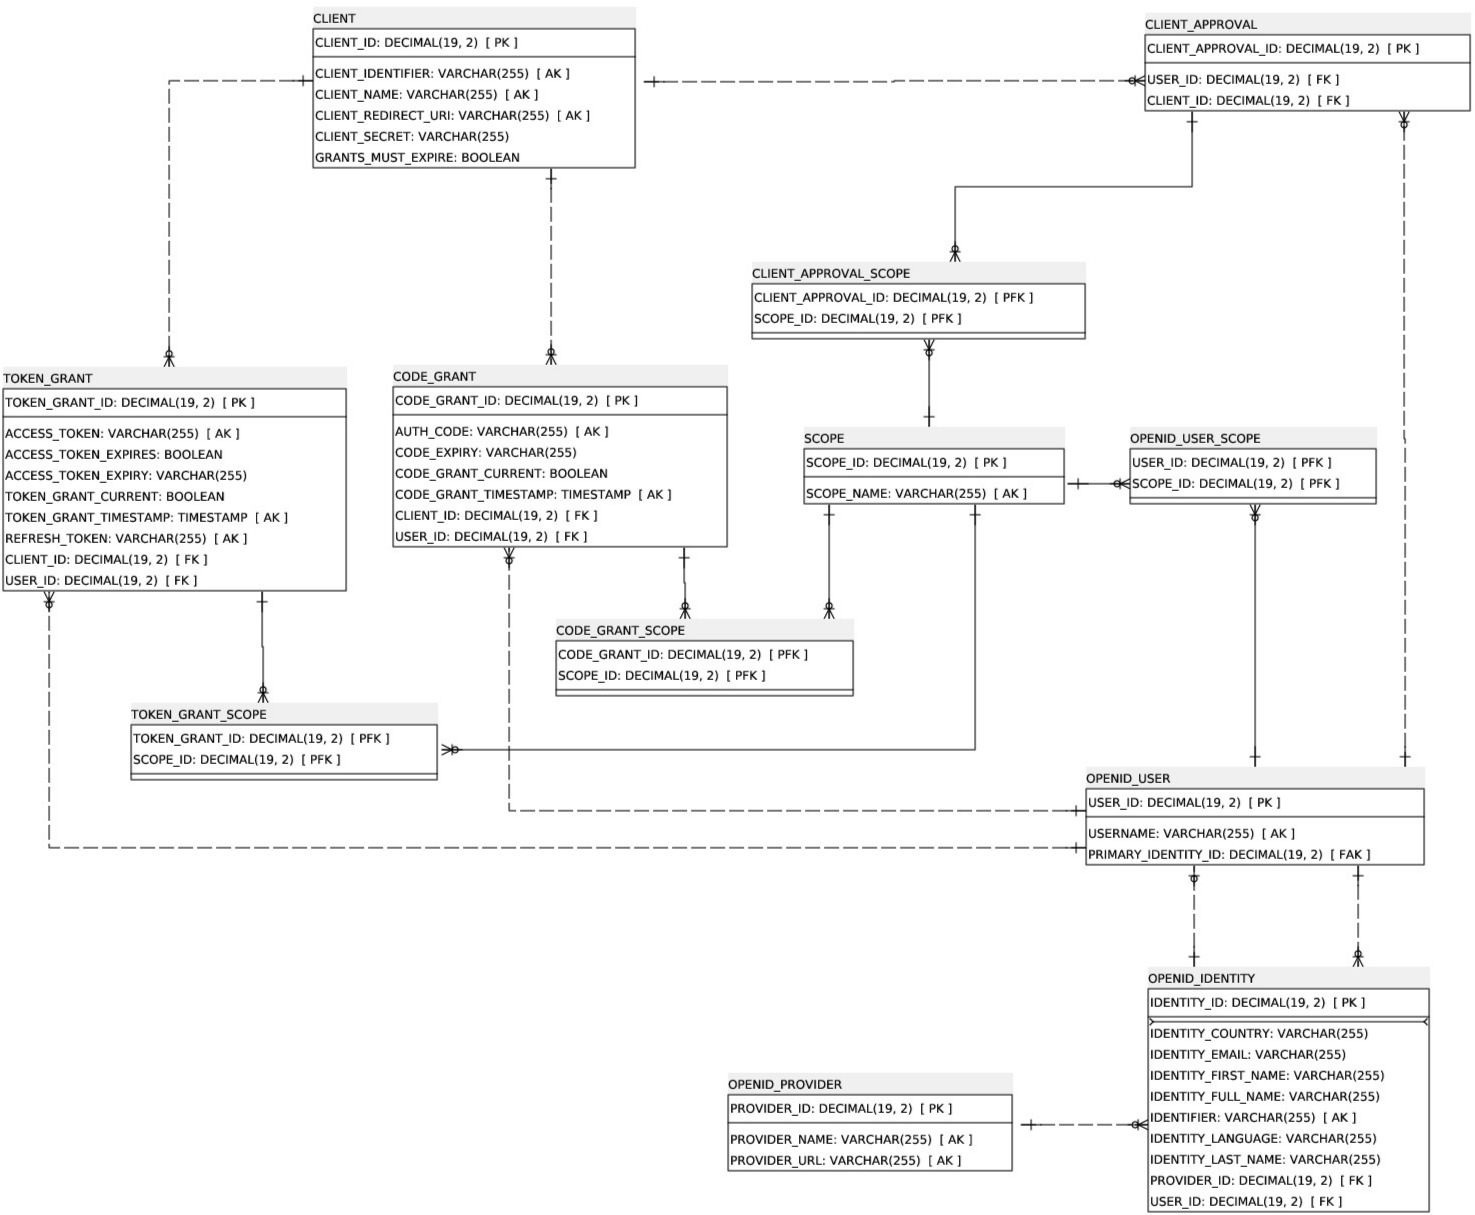 CLIENT
CLIENT_ID: DECIMAL(19, 2) [ PK ]
CLIENT_IDENTIFIER: VARCHAR(255) [ AK ]
CLIENT_NAME: VARCHAR(255) [ AK ]
CLIENT_REDIRECT_URI: VARCHAR(255) [ AK ]
CLIENT_SECRET: VARCHAR(255)
GRANTS_MUST_EXPIRE: BOOLEAN
CLIENT_APPROVAL
CLIENT_APPROVAL_ID: DECIMAL(19, 2) [ PK ]
USER_ID: DECIMAL(19, 2) [ FK ]
CLIENT_ID: DECIMAL(19, 2) [ FK ]
CLIENT_APPROVAL_SCOPE
CLIENT_APPROVAL_ID: DECIMAL(19, 2) [ PFK ]
SCOPE_ID: DECIMAL(19, 2) [ PFK ]
TOKEN_GRANT
TOKEN_GRANT_ID: DECIMAL(19, 2) [ PK ]
ACCESS_TOKEN: VARCHAR(255) [ AK ]
ACCESS_TOKEN_EXPIRES: BOOLEAN
ACCESS_TOKEN_EXPIRY: VARCHAR(255)
TOKEN_GRANT_CURRENT: BOOLEAN
TOKEN_GRANT_TIMESTAMP: TIMESTAMP [ AK ]
REFRESH_TOKEN: VARCHAR(255) [ AK ]
CLIENT_ID: DECIMAL(19, 2) [ FK ]
USER_ID: DECIMAL(19, 2) [ FK ]
CODE_GRANT
CODE_GRANT_ID: DECIMAL(19, 2) [ PK ]
AUTH_CODE: VARCHAR(255) [ AK ]
CODE_EXPIRY: VARCHAR(255)
CODE_GRANT_CURRENT: BOOLEAN
CODE_GRANT_TIMESTAMP: TIMESTAMP [ AK ]
CLIENT_ID: DECIMAL(19, 2) [ FK ]
USER_ID: DECIMAL(19, 2) [ FK ]
SCOPE
SCOPE_ID: DECIMAL(19, 2) [ PK ]
SCOPE_NAME: VARCHAR(255) [ AK ]
OPENID_USER_SCOPE
USER_ID: DECIMAL(19, 2) [ PFK ]
SCOPE_ID: DECIMAL(19, 2) [ PFK ]
CODE_GRANT_SCOPE
CODE_GRANT_ID: DECIMAL(19, 2) [ PFK ]
SCOPE_ID: DECIMAL(19, 2) [ PFK ]
TOKEN_GRANT_SCOPE
TOKEN_GRANT_ID: DECIMAL(19, 2) [ PFK ]
SCOPE_ID: DECIMAL(19, 2) [ PFK ]
OPENID_USER
USER_ID: DECIMAL(19, 2) [ PK ]
USERNAME: VARCHAR(255) [ AK ]
PRIMARY_IDENTITY_ID: DECIMAL(19, 2) [ FAK ]
OPENID_IDENTITY
IDENTITY_ID: DECIMAL(19, 2) [ PK ]
IDENTITY_COUNTRY: VARCHAR(255)
IDENTITY_EMAIL: VARCHAR(255)
IDENTITY_FIRST_NAME: VARCHAR(255)
IDENTITY_FULL_NAME: VARCHAR(255)
IDENTIFIER: VARCHAR(255) [ AK ]
IDENTITY_LANGUAGE: VARCHAR(255)
IDENTITY_LAST_NAME: VARCHAR(255)
PROVIDER_ID: DECIMAL(19, 2) [ FK ]
USER_ID: DECIMAL(19, 2) [ FK ]
OPENID_PROVIDER
PROVIDER_ID: DECIMAL(19, 2) [ PK ]
PROVIDER_NAME: VARCHAR(255) [ AK ]
PROVIDER_URL: VARCHAR(255) [ AK ]